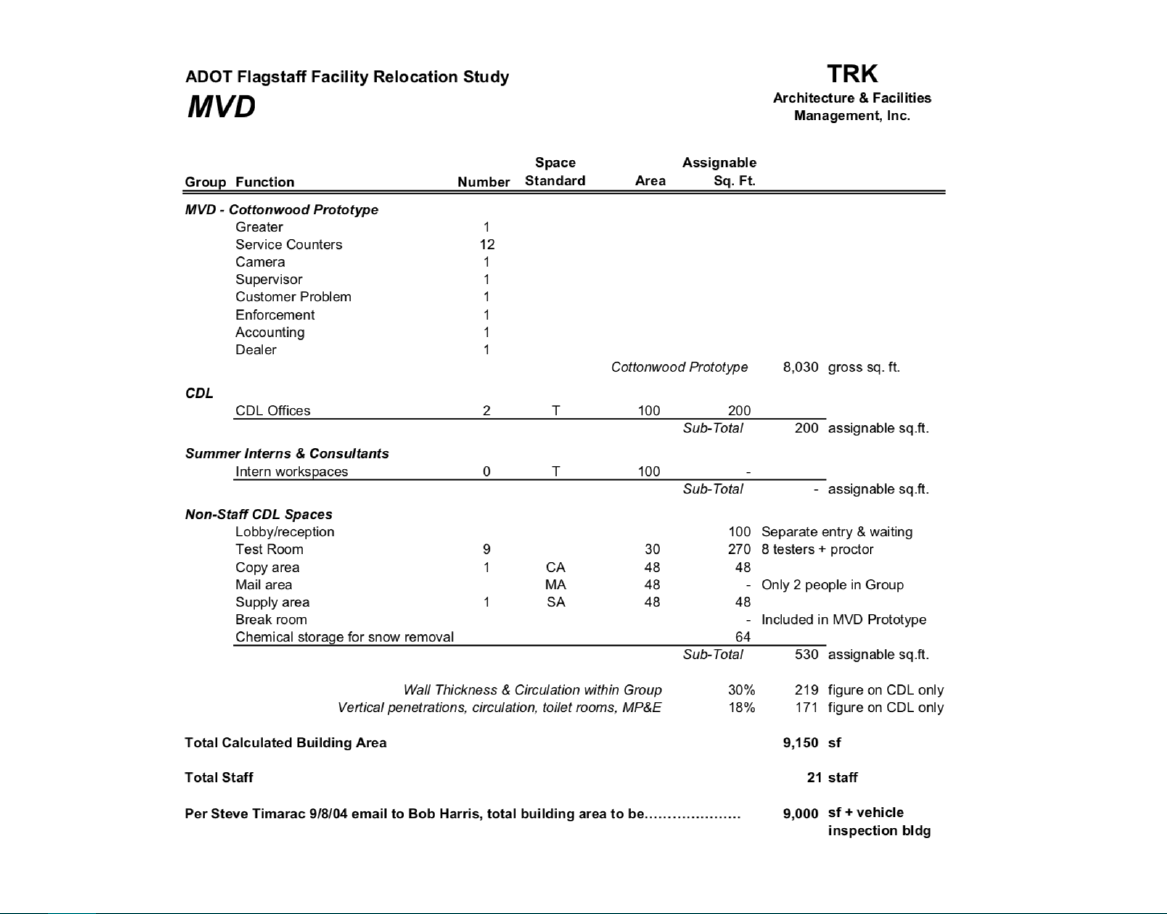 ADOT Flagstaff Facility Relocation Study
MVD
TRK
Architecture & Facilities
Management, Inc.
Space Assignable
Group Function Number Standard Area Sq. Ft.
MVD - Cottonwood Prototype
Greater 1
Service Counters 12
Camera 1
Supervisor 1
Customer Problem 1
Enforcement 1
Accounting 1
Dealer 1
Cottonwood Prototype 8,030 gross sq. ft.
CDL
CDL Offices 2 T 100 200
Sub-Total 200 assignable sq.ft.
Summer Interns & Consultants
Intern workspaces 0 T 100 -
Sub-Total - assignable sq.ft.
Non-Staff CDL Spaces
Lobby/reception 100 Separate entry & waiting
Test Room 9 30 270 8 testers + proctor
Copy area 1 CA 48 48
Mail area MA 48 - Only 2 people in Group
Supply area 1 SA 48 48
Break room - Included in MVD Prototype
Chemical storage for snow removal 64
Sub-Total 530 assignable sq.ft.
Wall Thickness & Circulation within Group 30% 219 figure on CDL only
Vertical penetrations, circulation, toilet rooms, MP&E 18% 171 figure on CDL only
Total Calculated Building Area 9,150 sf
Total Staff 21 staff
Per Steve Timarac 9/8/04 email to Bob Harris, total building area to be..................... 9,000 sf + vehicle
inspection bldg